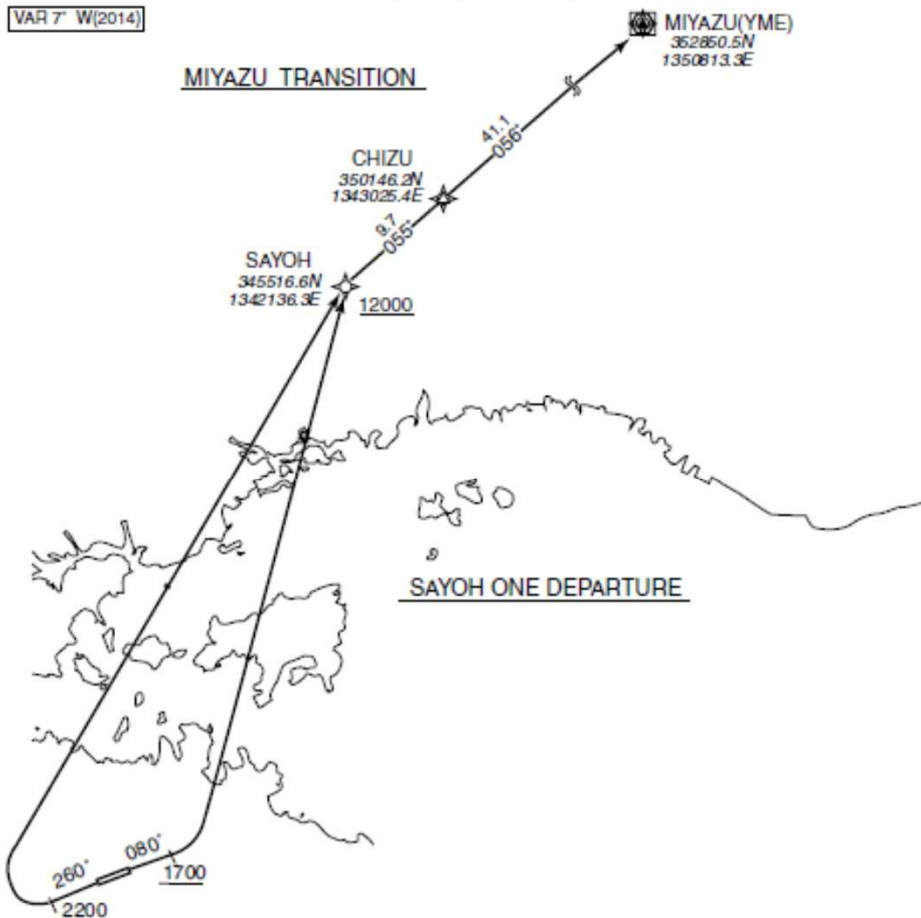 VAR 7° W(2014)
MIYAZU(YME)
352850.5N
1350813.3E
MIYAZU TRANSITION
41.1
056°
CHIZU
350146.2N
1343025.4E
9.7
055°
SAYOH
345516.6N
1342136.3E
12000
SAYOH ONE DEPARTURE
260°
080°
1700
2200